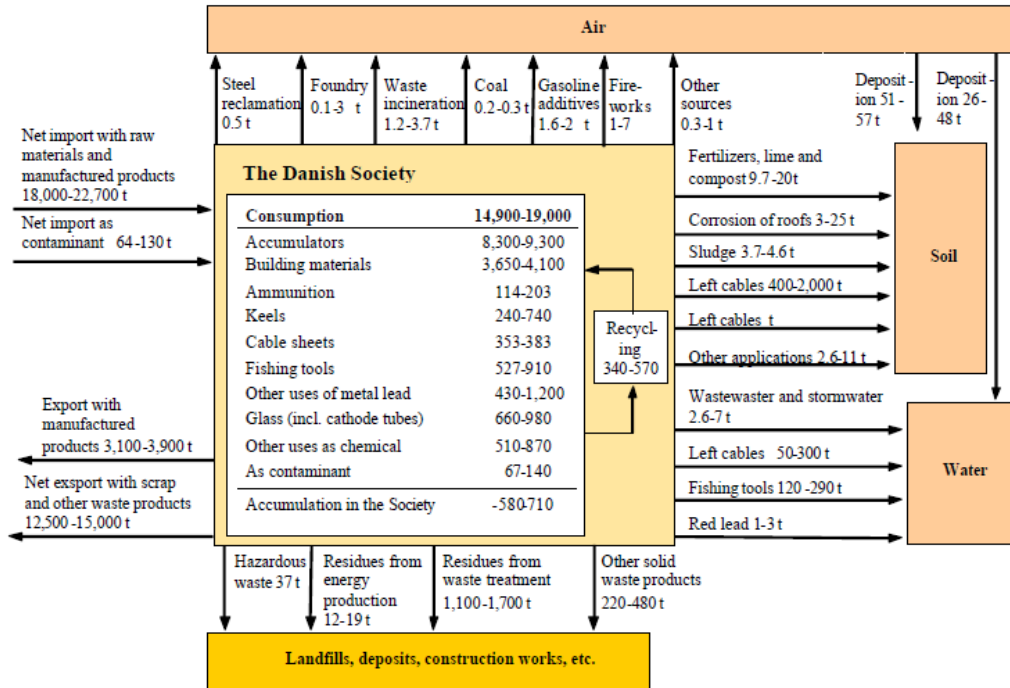 Air
Steel
reclamation
0.5 t
Foundry
0.1-3 t
Waste
incineration
1.2-3.7 t
Coal
0.2-0.3 t
Gasoline
additives
1.6-2 t
Fire-
works
1-7
Other
sources
0.3-1 t
Deposit -
ion 51 -
57 t
Deposit -
ion 26-
48 t
Net import with raw
materials and
manufactured products
18,000-22,700 t
Net import as
contaminant 64-130 t
Export with
manufactured
products 3,100-3,900 t
Net exsport with scrap
and other waste products
12,500-15,000 t
The Danish Society
Consumption 14,900-19,000
Accumulators 8,300-9,300
Building materials 3,650-4,100
Ammunition 114-203
Keels 240-740
Cable sheets 353-383
Fishing tools 527-910
Other uses of metal lead 430-1,200
Glass (incl. cathode tubes) 660-980
Other uses as chemical 510-870
As contaminant 67-140
Accumulation in the Society -580-710
Recycl-
ing
340-570
Fertilizers, lime and
compost 9.7-20t
Corrosion of roofs 3-25 t
Sludge 3.7-4.6 t
Left cables 400-2,000 t
Left cables t
Other applications 2.6-11 t
Soil
Wastewaster and stormwater
2.6-7 t
Left cables 50-300 t
Fishing tools 120 -290 t
Red lead 1-3 t
Water
Hazardous
waste 37 t
Residues from
energy
production
12-19 t
Residues from
waste treatment
1,100-1,700 t
Other solid
waste products
220-480 t
Landfills, deposits, construction works, etc.